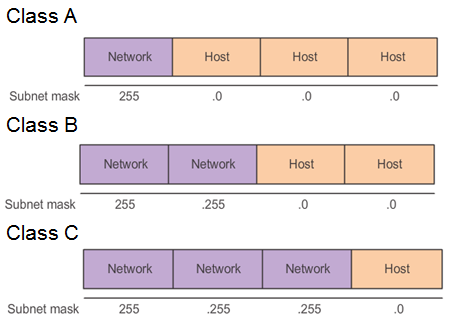 Class A
Network Host Host Host
Subnet mask 255 .0 .0 .0
Class B
Network Network Host Host
Subnet mask 255 .255 .0 .0
Class C
Network Network Network Host
Subnet mask 255 .255 .255 .0